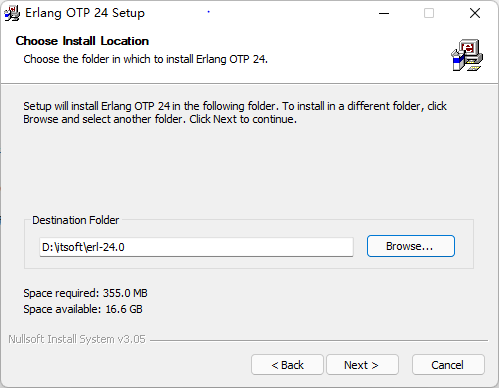 Erlang OTP 24 Setup
Choose Install Location
Choose the folder in which to install Erlang OTP 24.
Setup will install Erlang OTP 24 in the following folder. To install in a different folder, click
Browse and select another folder. Click Next to continue.
Destination Folder
D:\itsoft\erl-24.0
Browse...
Space required: 355.0 MB
Space available: 16.6 GB
Nullsoft Install System v3.05
< Back
Next >
Cancel